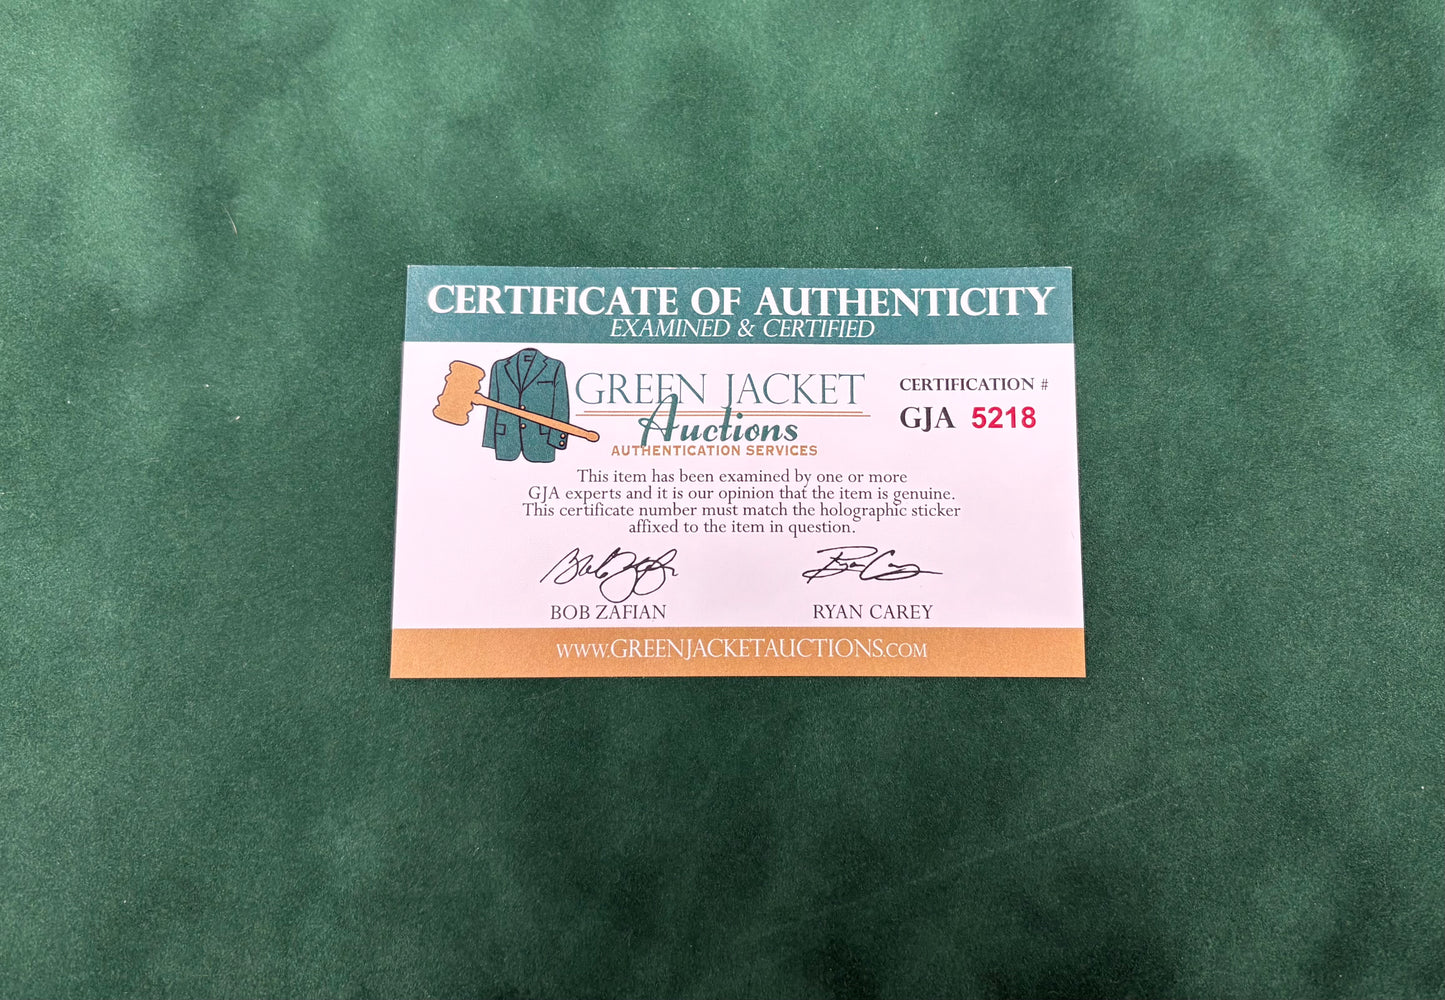 CERTIFICATE OF AUTHENTICITY
EXAMINED & CERTIFIED
GREEN JACKET
Auctions
AUTHENTICATION SERVICES
CERTIFICATION #
GJA 5218
This item has been examined by one or more
GJA experts and it is our opinion that the item is genuine.
This certificate number must match the holographic sticker
affixed to the item in question.
BOB ZAFIAN
RYAN CAREY
WWW.GREENJACKETAUCTIONS.COM